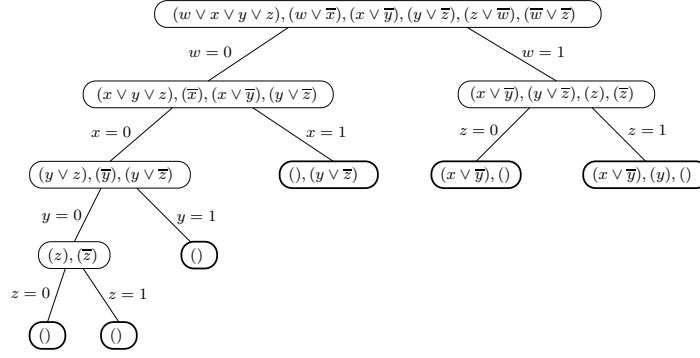 (w ∨ x ∨ y ∨ z), (w ∨ x̅), (x ∨ y̅), (y ∨ z̅), (z ∨ w̅), (w̅ ∨ z̅)
w = 0 w = 1
(x ∨ y ∨ z), (x̅), (x ∨ y̅), (y ∨ z̅) (x ∨ y̅), (y ∨ z̅), (z), (z̅)
x = 0 x = 1 z = 0 z = 1
(y ∨ z), (y̅), (y ∨ z̅) (), (y ∨ z̅) (x ∨ y̅), () (x ∨ y̅), (y), ()
y = 0 y = 1
(z), (z̅) ()
z = 0 z = 1
() ()